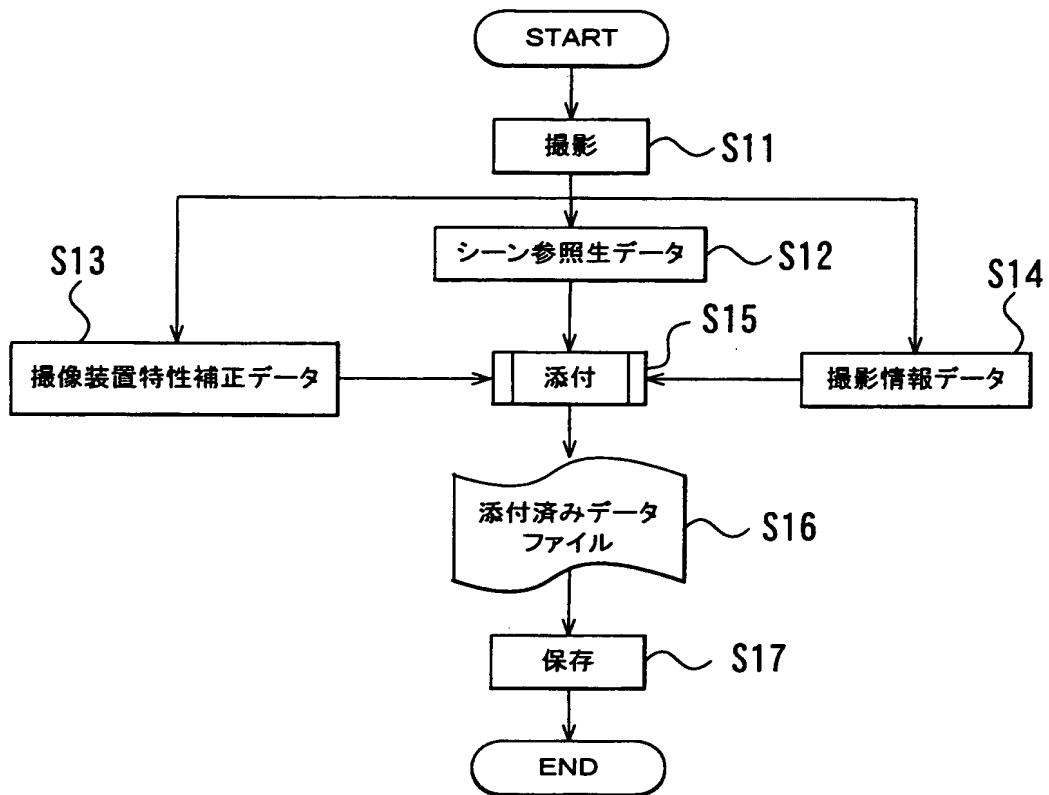 START
撮影
S11
シーン参照生データ
S12
S13
S14
S15
撮像装置特性補正データ
添付
撮影情報データ
添付済みデータ
ファイル
S16
保存
S17
END